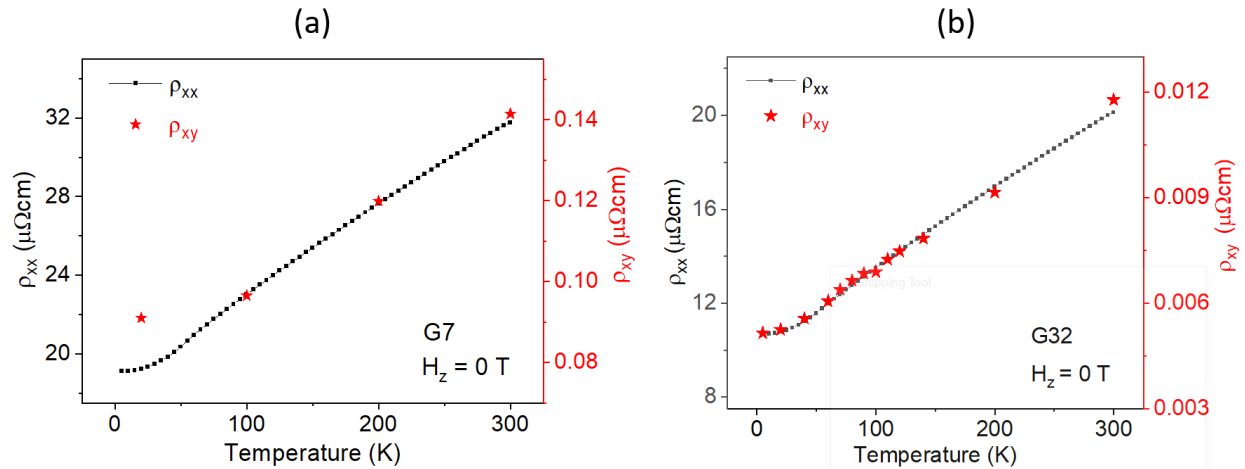 (a)
ρxx
ρxy
32
28
24
20
ρxx (μΩcm)
0.14
0.12
0.10
0.08
ρxy (μΩcm)
G7
Hz = 0 T
0
100
200
300
Temperature (K)
(b)
ρxx
ρxy
20
16
12
8
ρxx (μΩcm)
0.012
0.009
0.006
0.003
ρxy (μΩcm)
Snipping Tool
G32
Hz = 0 T
0
100
200
300
Temperature (K)